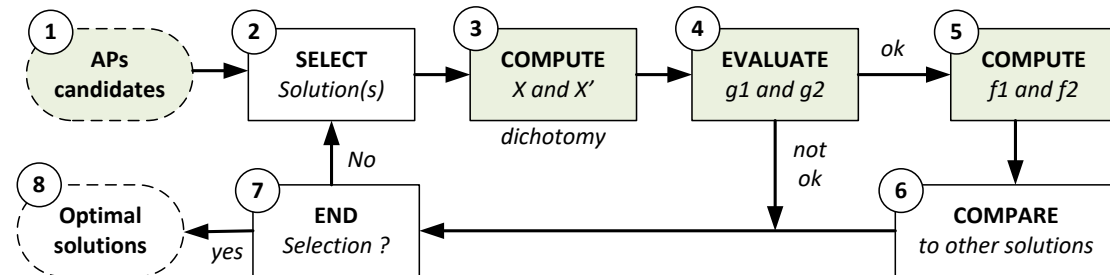 1
APs
candidates
2
SELECT
Solution(s)
3
COMPUTE
X and X’
dichotomy
4
EVALUATE
g1 and g2
ok
5
COMPUTE
f1 and f2
not
ok
6
COMPARE
to other solutions
7
END
Selection ?
No
yes
8
Optimal
solutions